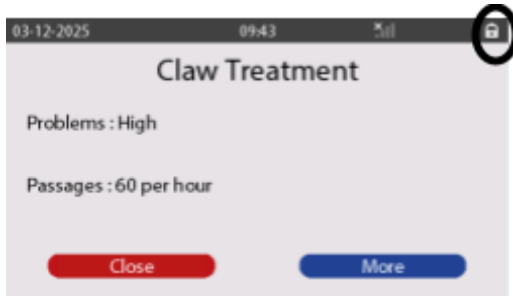 03-12-2025 09:43
Claw Treatment
Problems : High
Passages : 60 per hour
Close More